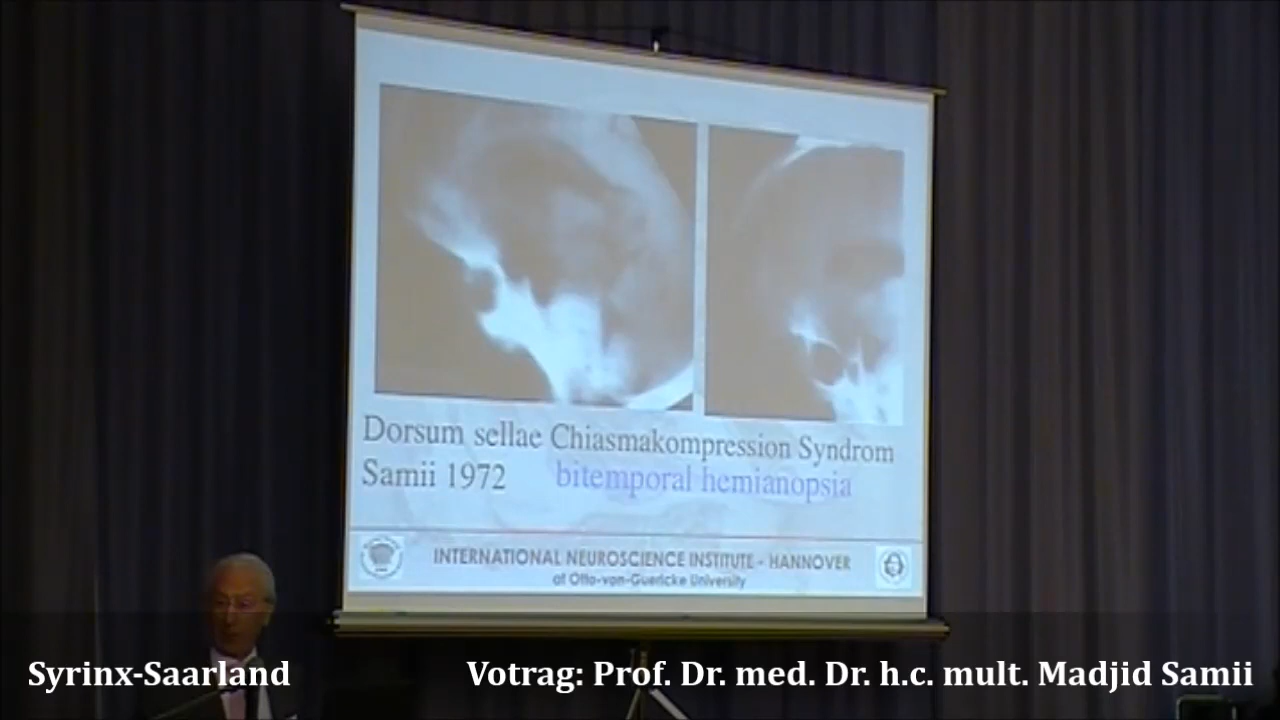 Dorsum sellae Chiasmakompression Syndrom
Samii 1972 bitemporal hemianopsia
INTERNATIONAL NEUROSCIENCE INSTITUTE - HANNOVER
at Otto-von-Guericke University
Syrinx-Saarland
Votrag: Prof. Dr. med. Dr. h.c. mult. Madjid Samii